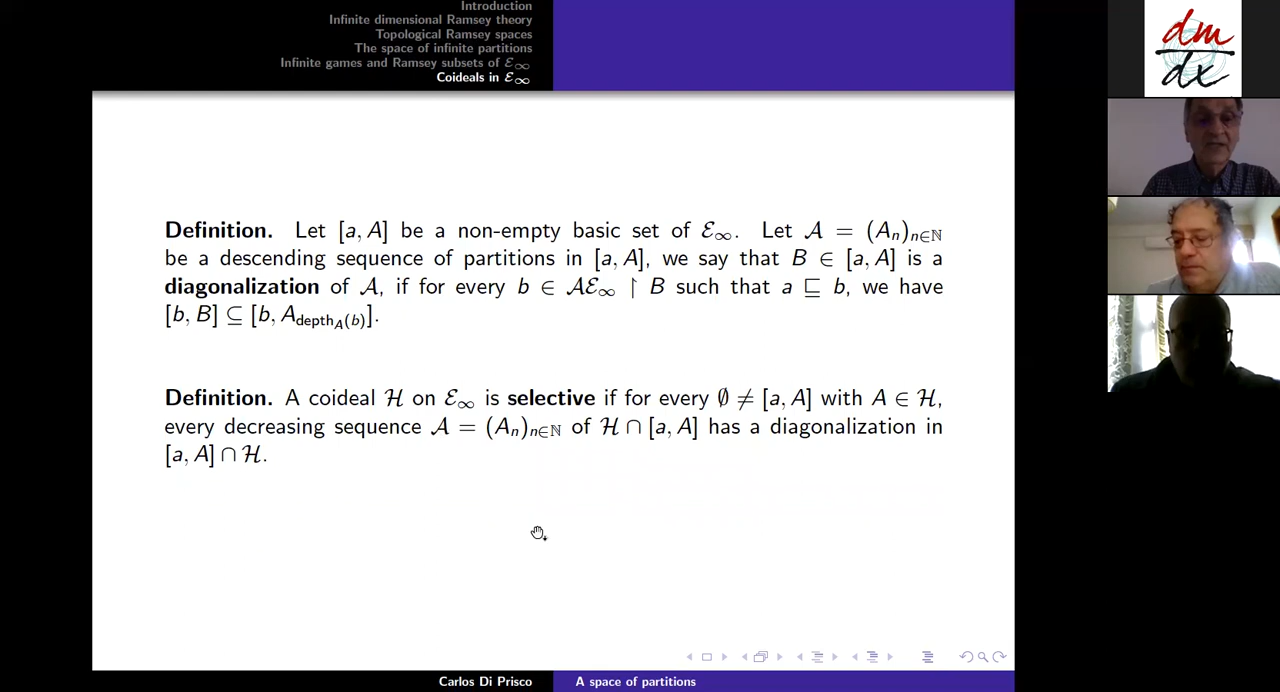 Introduction
Infinite dimensional Ramsey theory
Topological Ramsey spaces
The space of infinite partitions
Infinite games and Ramsey subsets of ℰ∞
Coideals in ℰ∞
dm
dx
Definition. Let [a, A] be a non-empty basic set of ℰ∞. Let 𝒜 = (Aₙ)ₙ∈ℕ
be a descending sequence of partitions in [a, A], we say that B ∈ [a, A] is a
diagonalization of 𝒜, if for every b ∈ 𝒜ℰ∞ ↾ B such that a ⊑ b, we have
[b, B] ⊆ [b, A_depth_A(b)].
Definition. A coideal ℋ on ℰ∞ is selective if for every ∅ ≠ [a, A] with A ∈ ℋ,
every decreasing sequence 𝒜 = (Aₙ)ₙ∈ℕ of ℋ ∩ [a, A] has a diagonalization in
[a, A] ∩ ℋ.
Carlos Di Prisco
A space of partitions